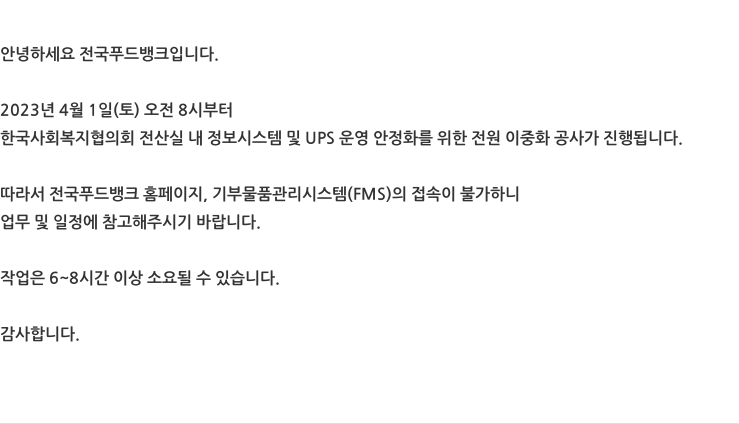 안녕하세요 전국푸드뱅크입니다.
2023년 4월 1일(토) 오전 8시부터
한국사회복지협의회 전산실 내 정보시스템 및 UPS 운영 안정화를 위한 전원 이중화 공사가 진행됩니다.
따라서 전국푸드뱅크 홈페이지, 기부물품관리시스템(FMS)의 접속이 불가하니
업무 및 일정에 참고해주시기 바랍니다.
작업은 6~8시간 이상 소요될 수 있습니다.
감사합니다.